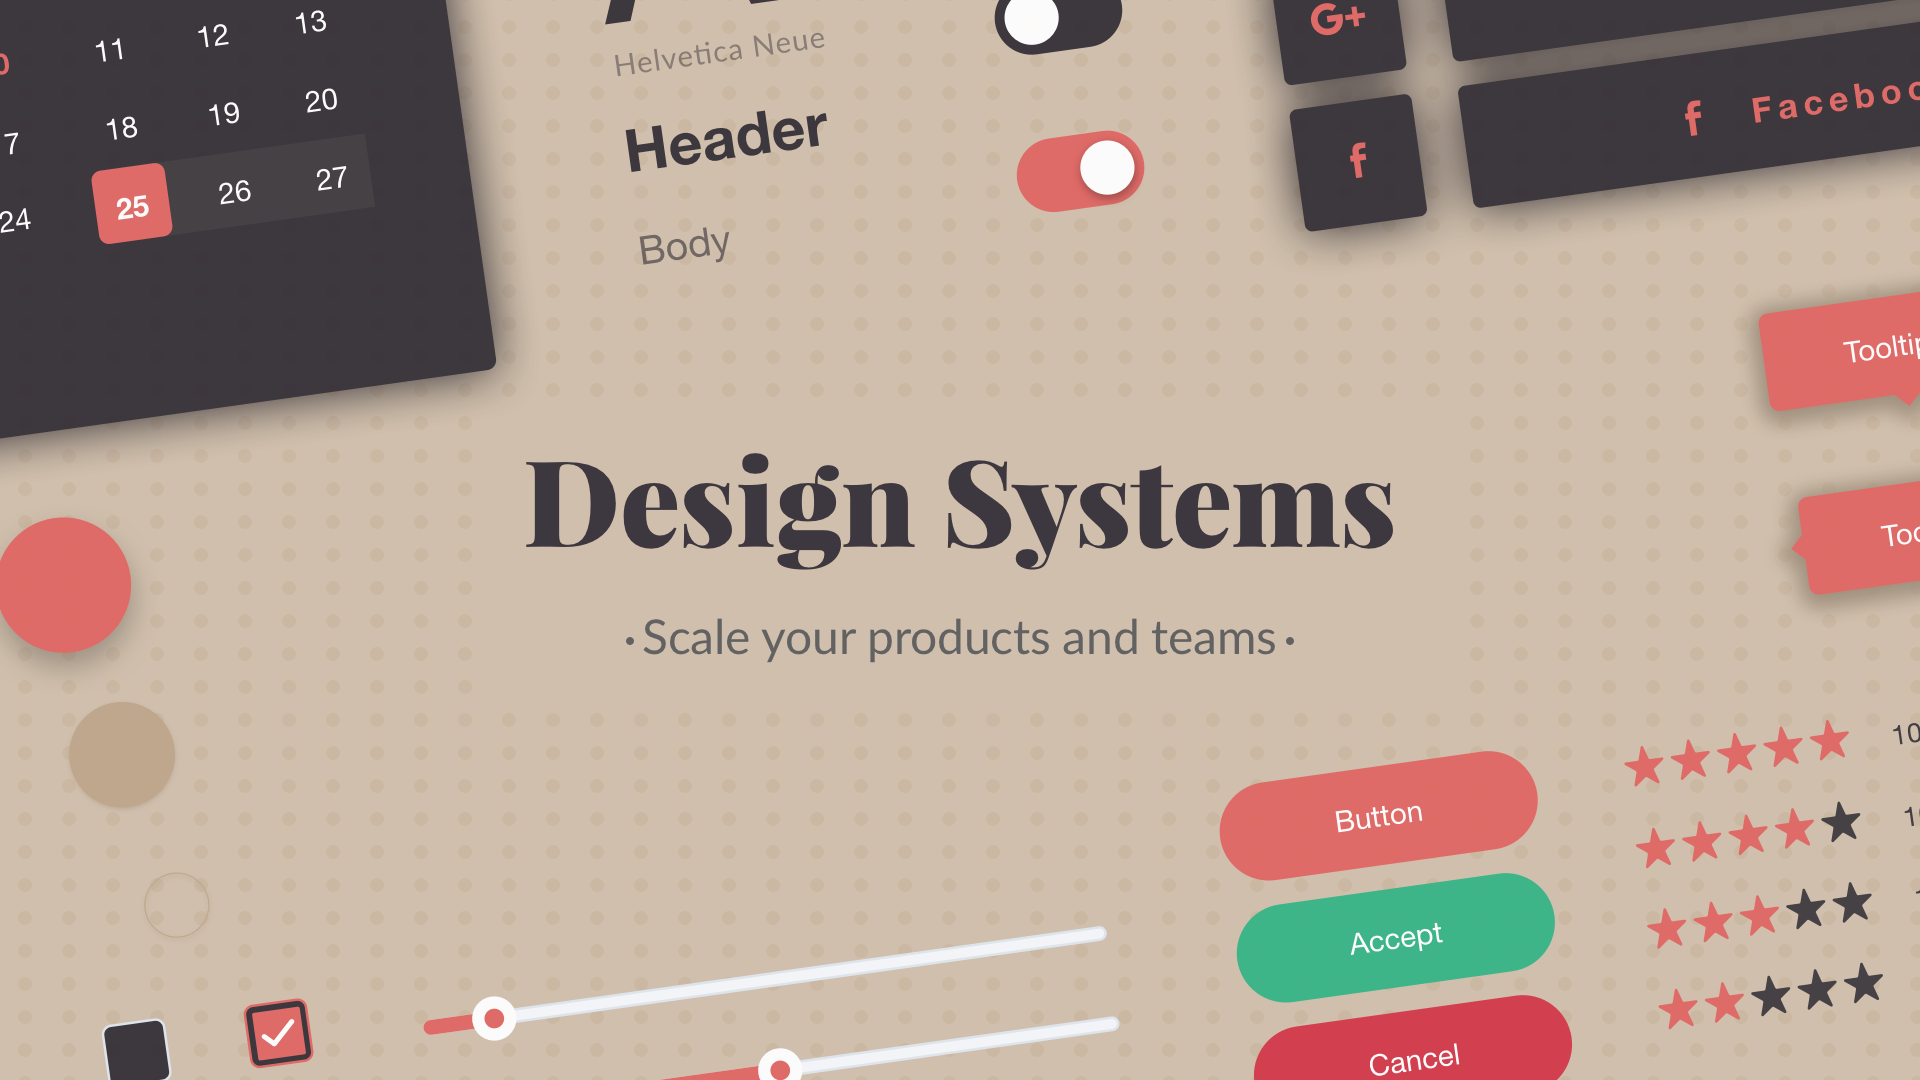 11 12 13
7 18 19 20
24 25 26 27
Helvetica Neue
Header
Body
G+
f
f Faceboo
Design Systems
· Scale your products and teams ·
Button
Accept
Cancel
10